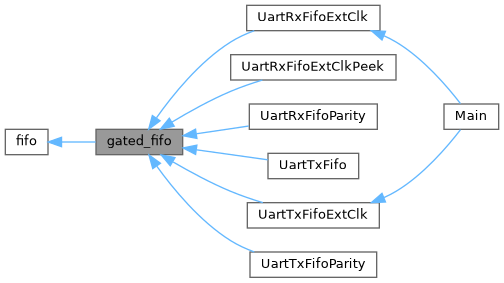 fifo
gated_fifo
UartRxFifoExtClk
UartRxFifoExtClkPeek
UartRxFifoParity
UartTxFifo
UartTxFifoExtClk
UartTxFifoParity
Main